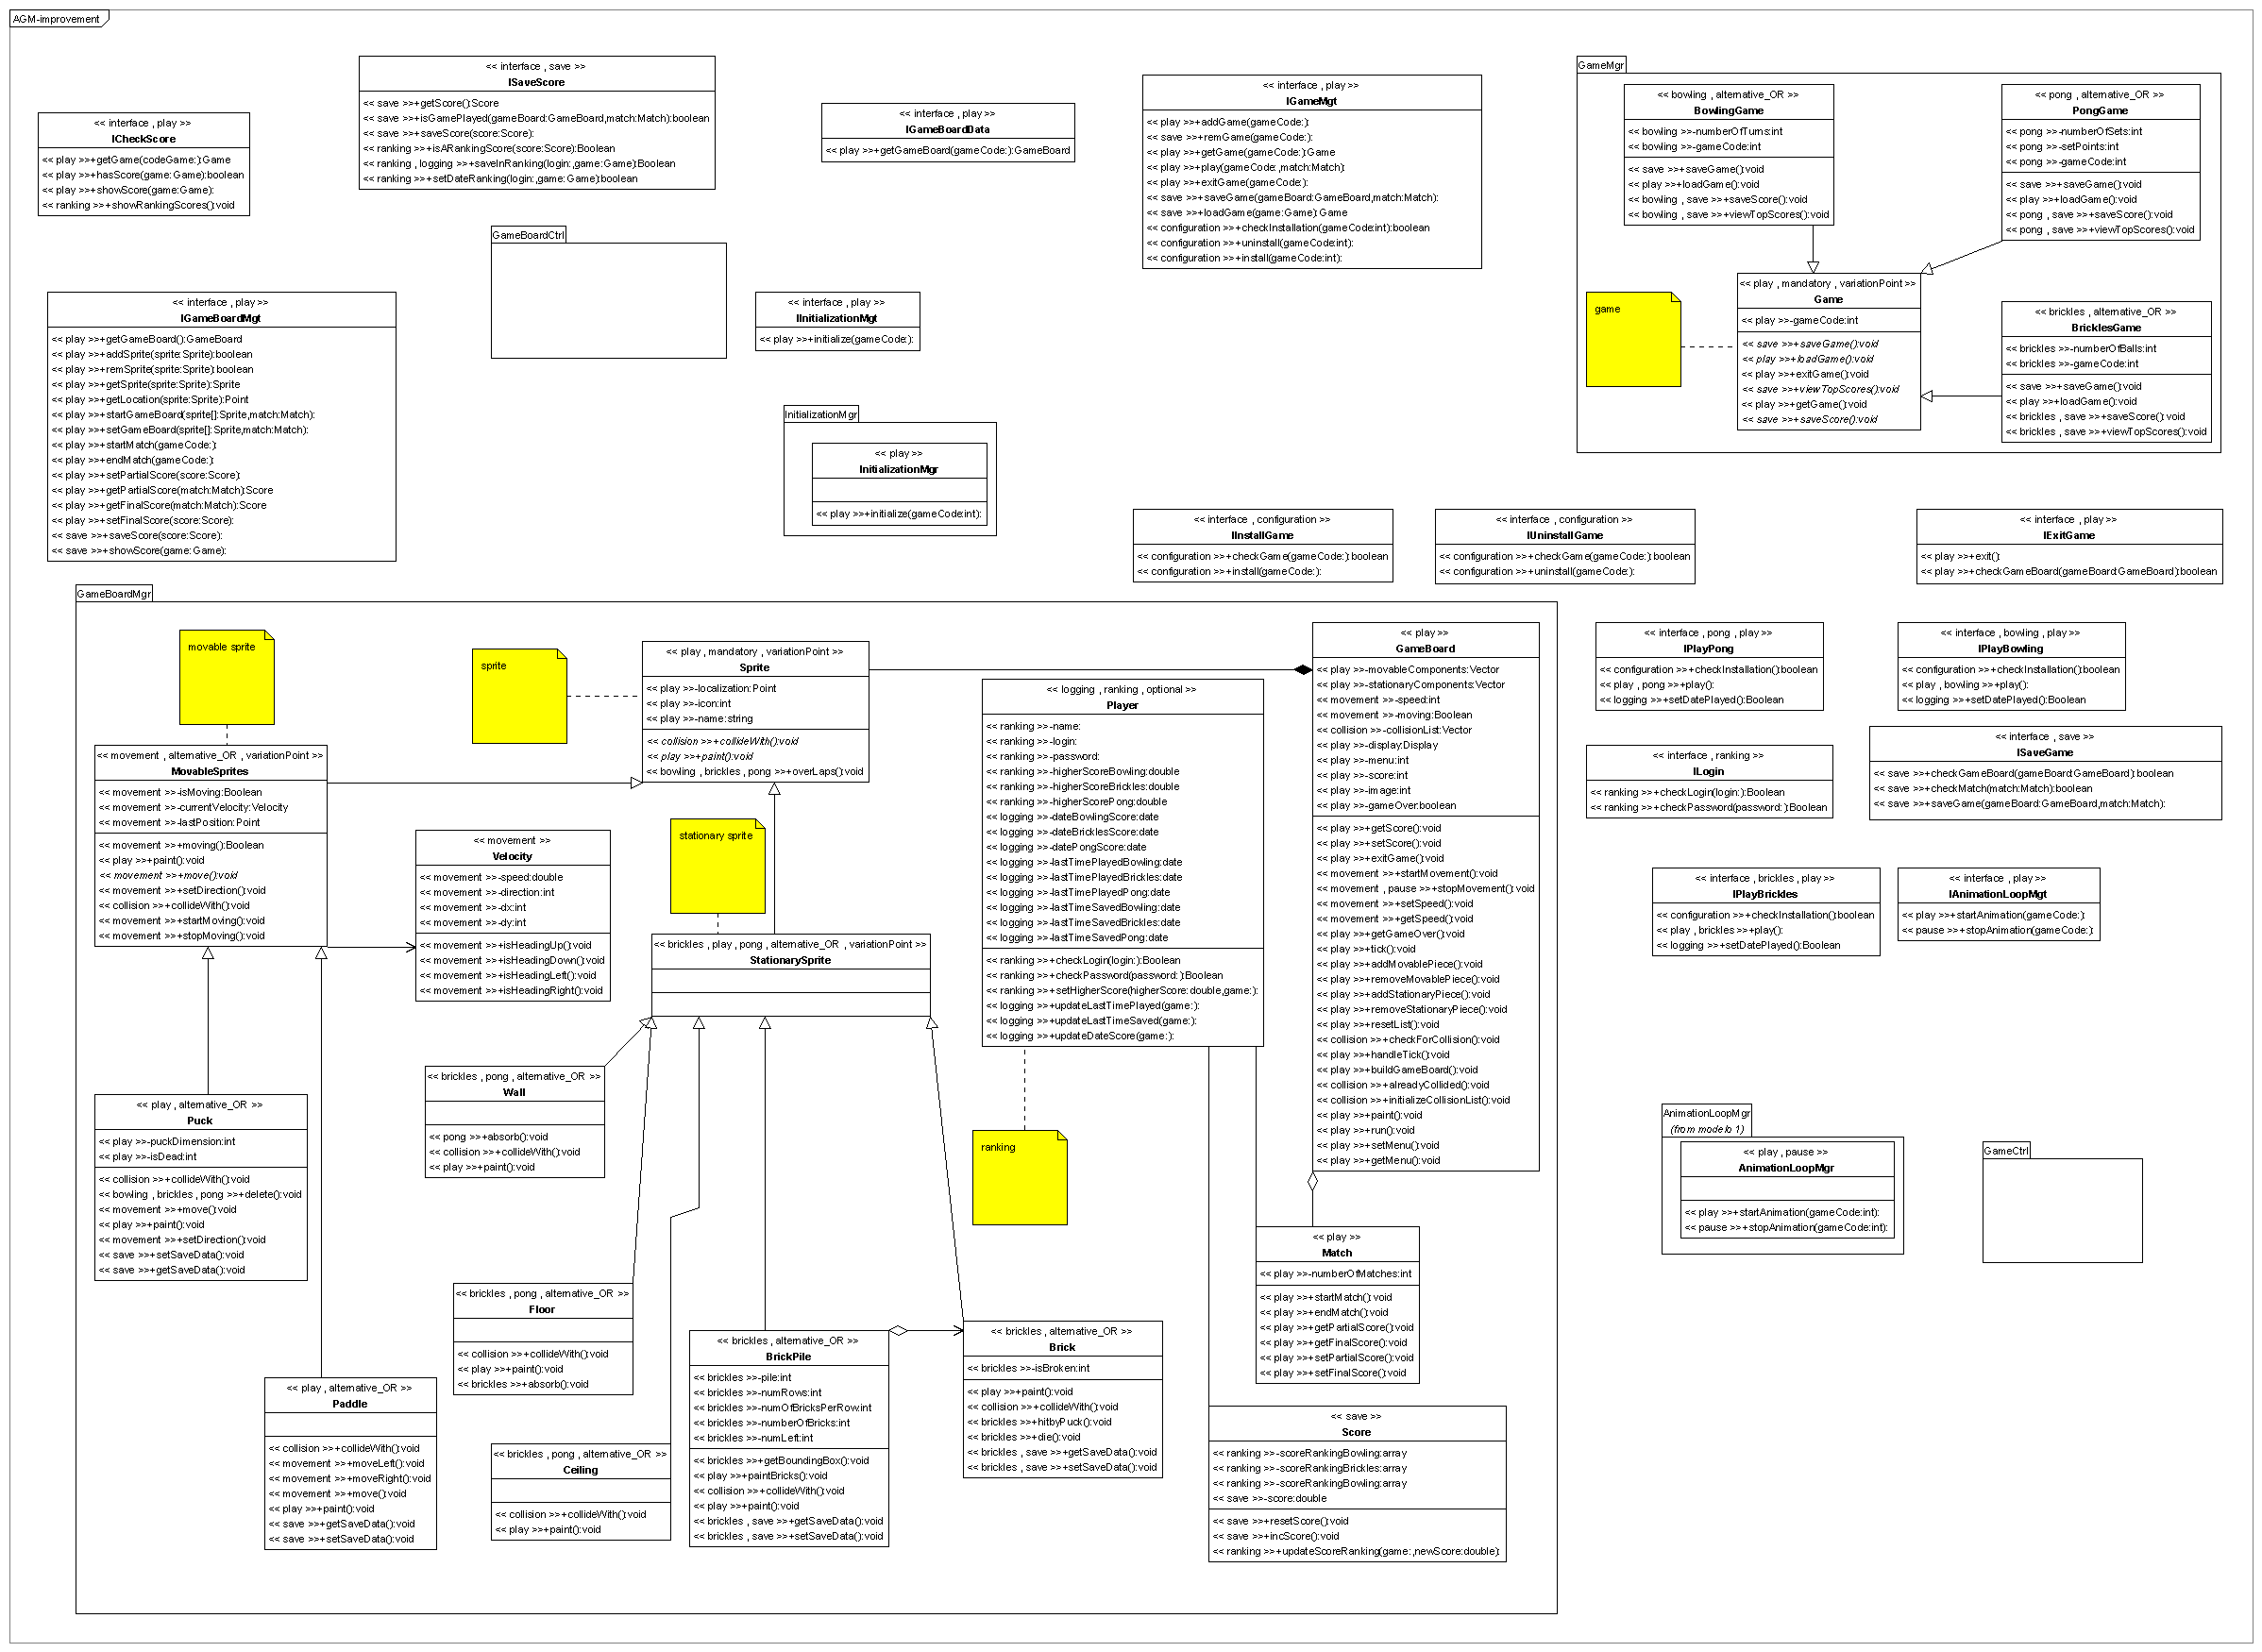 AGM-improvement
<< interface , save >>
ISaveScore
<< save >>+getScore():Score
<< save >>+isGamePlayed(gameBoard:GameBoard,match:Match):boolean
<< save >>+saveScore(score:Score):
<< ranking >>+isARankingScore(score:Score):Boolean
<< ranking , logging >>+saveInRanking(login:,game:Game):Boolean
<< ranking >>+setDateRanking(login:,game:Game):boolean
<< interface , play >>
ICheckScore
<< play >>+getGame(codeGame:):Game
<< play >>+hasScore(game:Game):boolean
<< play >>+showScore(game:Game):
<< ranking >>+showRankingScores():void
<< interface , play >>
IGameBoardData
<< play >>+getGameBoard(gameCode:):GameBoard
<< interface , play >>
IGameMgt
<< play >>+addGame(gameCode:):
<< save >>+remGame(gameCode:):
<< play >>+getGame(gameCode:):Game
<< play >>+play(gameCode:,match:Match):
<< play >>+exitGame(gameCode:):
<< save >>+saveGame(gameBoard:GameBoard,match:Match):
<< save >>+loadGame(game:Game):Game
<< configuration >>+checkInstallation(gameCode:int):boolean
<< configuration >>+uninstall(gameCode:int):
<< configuration >>+install(gameCode:int):
GameMgr
<< bowling , alternative_OR >>
BowlingGame
<< bowling >>-numberOfTurns:int
<< bowling >>-gameCode:int
<< save >>+saveGame():void
<< play >>+loadGame():void
<< bowling , save >>+saveScore():void
<< bowling , save >>+viewTopScores():void
<< pong , alternative_OR >>
PongGame
<< pong >>-numberOfSets:int
<< pong >>-setPoints:int
<< pong >>-gameCode:int
<< save >>+saveGame():void
<< play >>+loadGame():void
<< pong , save >>+saveScore():void
<< pong , save >>+viewTopScores():void
game
<< play , mandatory , variationPoint >>
Game
<< play >>-gameCode:int
<< save >>+saveGame():void
<< play >>+loadGame():void
<< play >>+exitGame():void
<< save >>+viewTopScores():void
<< play >>+getGame():void
<< save >>+saveScore():void
<< brickles , alternative_OR >>
BricklesGame
<< brickles >>-numberOfBalls:int
<< brickles >>-gameCode:int
<< save >>+saveGame():void
<< play >>+loadGame():void
<< brickles , save >>+saveScore():void
<< brickles , save >>+viewTopScores():void
GameBoardCtrl
<< interface , play >>
IGameBoardMgt
<< play >>+getGameBoard():GameBoard
<< play >>+addSprite(sprite:Sprite):boolean
<< play >>+remSprite(sprite:Sprite):boolean
<< play >>+getSprite(sprite:Sprite):Sprite
<< play >>+getLocation(sprite:Sprite):Point
<< play >>+startGameBoard(sprite[]:Sprite,match:Match):
<< play >>+setGameBoard(sprite[]:Sprite,match:Match):
<< play >>+startMatch(gameCode:):
<< play >>+endMatch(gameCode:):
<< play >>+setPartialScore(score:Score):
<< play >>+getPartialScore(match:Match):Score
<< play >>+getFinalScore(match:Match):Score
<< play >>+setFinalScore(score:Score):
<< save >>+saveScore(score:Score):
<< save >>+showScore(game:Game):
<< interface , play >>
IInitializationMgt
<< play >>+initialize(gameCode:):
InitializationMgr
<< play >>
InitializationMgr
<< play >>+initialize(gameCode:int):
<< interface , configuration >>
IInstallGame
<< configuration >>+checkGame(gameCode:):boolean
<< configuration >>+install(gameCode:):
<< interface , configuration >>
IUninstallGame
<< configuration >>+checkGame(gameCode:):boolean
<< configuration >>+uninstall(gameCode:):
<< interface , play >>
IExitGame
<< play >>+exit():
<< play >>+checkGameBoard(gameBoard:GameBoard):boolean
GameBoardMgr
movable sprite
<< movement , alternative_OR , variationPoint >>
MovableSprites
<< movement >>-isMoving:Boolean
<< movement >>-currentVelocity:Velocity
<< movement >>-lastPosition:Point
<< movement >>+moving():Boolean
<< play >>+paint():void
<< movement >>+move():void
<< movement >>+setDirection():void
<< collision >>+collideWith():void
<< movement >>+startMoving():void
<< movement >>+stopMoving():void
sprite
<< play , mandatory , variationPoint >>
Sprite
<< play >>-localization:Point
<< play >>-icon:int
<< play >>-name:string
<< collision >>+collideWith():void
<< play >>+paint():void
<< bowling , brickles , pong >>+overLaps():void
<< movement >>
Velocity
<< movement >>-speed:double
<< movement >>-direction:int
<< movement >>-dx:int
<< movement >>-dy:int
<< movement >>+isHeadingUp():void
<< movement >>+isHeadingDown():void
<< movement >>+isHeadingLeft():void
<< movement >>+isHeadingRight():void
stationary sprite
<< brickles , play , pong , alternative_OR , variationPoint >>
StationarySprite
<< logging , ranking , optional >>
Player
<< ranking >>-name:
<< ranking >>-login:
<< ranking >>-password:
<< ranking >>-higherScoreBowling:double
<< ranking >>-higherScoreBrickles:double
<< ranking >>-higherScorePong:double
<< logging >>-dateBowlingScore:date
<< logging >>-dateBricklesScore:date
<< logging >>-datePongScore:date
<< logging >>-lastTimePlayedBowling:date
<< logging >>-lastTimePlayedBrickles:date
<< logging >>-lastTimePlayedPong:date
<< logging >>-lastTimeSavedBowling:date
<< logging >>-lastTimeSavedBrickles:date
<< logging >>-lastTimeSavedPong:date
<< ranking >>+checkLogin(login:):Boolean
<< ranking >>+checkPassword(password:):Boolean
<< ranking >>+setHigherScore(higherScore:double,game:):
<< logging >>+updateLastTimePlayed(game:):
<< logging >>+updateLastTimeSaved(game:):
<< logging >>+updateDateScore(game:):
ranking
<< play >>
GameBoard
<< play >>-movableComponents:Vector
<< play >>-stationaryComponents:Vector
<< movement >>-speed:int
<< movement >>-moving:Boolean
<< collision >>-collisionList:Vector
<< play >>-display:Display
<< play >>-menu:int
<< play >>-score:int
<< play >>-image:int
<< play >>-gameOver:boolean
<< play >>+getScore():void
<< play >>+setScore():void
<< play >>+exitGame():void
<< movement >>+startMovement():void
<< movement , pause >>+stopMovement():void
<< movement >>+setSpeed():void
<< movement >>+getSpeed():void
<< play >>+getGameOver():void
<< play >>+tick():void
<< play >>+addMovablePiece():void
<< play >>+removeMovablePiece():void
<< play >>+addStationaryPiece():void
<< play >>+removeStationaryPiece():void
<< play >>+resetList():void
<< collision >>+checkForCollision():void
<< play >>+handleTick():void
<< play >>+buildGameBoard():void
<< collision >>+alreadyCollided():void
<< collision >>+initializeCollisionList():void
<< play >>+paint():void
<< play >>+run():void
<< play >>+setMenu():void
<< play >>+getMenu():void
<< brickles , pong , alternative_OR >>
Wall
<< pong >>+absorb():void
<< collision >>+collideWith():void
<< play >>+paint():void
<< play , alternative_OR >>
Puck
<< play >>-puckDimension:int
<< play >>-isDead:int
<< collision >>+collideWith():void
<< bowling , brickles , pong >>+delete():void
<< movement >>+move():void
<< play >>+paint():void
<< movement >>+setDirection():void
<< save >>+setSaveData():void
<< save >>+getSaveData():void
<< brickles , pong , alternative_OR >>
Floor
<< collision >>+collideWith():void
<< play >>+paint():void
<< brickles >>+absorb():void
<< play , alternative_OR >>
Paddle
<< collision >>+collideWith():void
<< movement >>+moveLeft():void
<< movement >>+moveRight():void
<< movement >>+move():void
<< play >>+paint():void
<< save >>+getSaveData():void
<< save >>+setSaveData():void
<< brickles , pong , alternative_OR >>
Ceiling
<< collision >>+collideWith():void
<< play >>+paint():void
<< brickles , alternative_OR >>
BrickPile
<< brickles >>-pile:int
<< brickles >>-numRows:int
<< brickles >>-numOfBricksPerRow:int
<< brickles >>-numberOfBricks:int
<< brickles >>-numLeft:int
<< brickles >>+getBoundingBox():void
<< play >>+paintBricks():void
<< collision >>+collideWith():void
<< play >>+paint():void
<< brickles , save >>+getSaveData():void
<< brickles , save >>+setSaveData():void
<< brickles , alternative_OR >>
Brick
<< brickles >>-isBroken:int
<< play >>+paint():void
<< collision >>+collideWith():void
<< brickles >>+hitbyPuck():void
<< brickles >>+die():void
<< brickles , save >>+getSaveData():void
<< brickles , save >>+setSaveData():void
<< play >>
Match
<< play >>-numberOfMatches:int
<< play >>+startMatch():void
<< play >>+endMatch():void
<< play >>+getPartialScore():void
<< play >>+getFinalScore():void
<< play >>+setPartialScore():void
<< play >>+setFinalScore():void
<< save >>
Score
<< ranking >>-scoreRankingBowling:array
<< ranking >>-scoreRankingBrickles:array
<< ranking >>-scoreRankingBowling:array
<< save >>-score:double
<< save >>+resetScore():void
<< save >>+incScore():void
<< ranking >>+updateScoreRanking(game:,newScore:double):
<< interface , pong , play >>
IPlayPong
<< configuration >>+checkInstallation():boolean
<< play , pong >>+play():
<< logging >>+setDatePlayed():Boolean
<< interface , bowling , play >>
IPlayBowling
<< configuration >>+checkInstallation():boolean
<< play , bowling >>+play():
<< logging >>+setDatePlayed():Boolean
<< interface , ranking >>
ILogin
<< ranking >>+checkLogin(login:):Boolean
<< ranking >>+checkPassword(password:):Boolean
<< interface , save >>
ISaveGame
<< save >>+checkGameBoard(gameBoard:GameBoard):boolean
<< save >>+checkMatch(match:Match):boolean
<< save >>+saveGame(gameBoard:GameBoard,match:Match):
<< interface , brickles , play >>
IPlayBrickles
<< configuration >>+checkInstallation():boolean
<< play , brickles >>+play():
<< logging >>+setDatePlayed():Boolean
<< interface , play >>
IAnimationLoopMgt
<< play >>+startAnimation(gameCode:):
<< pause >>+stopAnimation(gameCode:):
AnimationLoopMgr
(from modelo 1)
<< play , pause >>
AnimationLoopMgr
<< play >>+startAnimation(gameCode:int):
<< pause >>+stopAnimation(gameCode:int):
GameCtrl